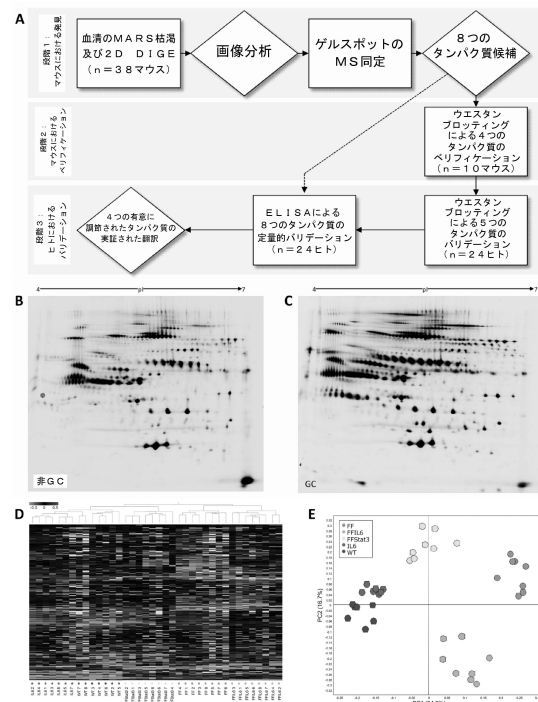 A
段階1：
マウスにおける発見
血清のMARS枯渇
及び2D DIGE
（n＝38マウス）
画像分析
ゲルスポットの
MS同定
8つの
タンパク質候補
段階2：
マウスにおける
ベリフィケーション
ウエスタン
ブロッティング
による4つの
タンパク質の
ベリフィケーション
（n＝10マウス）
段階3：
ヒトにおける
バリデーション
4つの有意に
調節されたタンパク質の
実証された翻訳
ELISAによる
8つのタンパク質の
定量的バリデーション
（n＝24ヒト）
ウエスタン
ブロッティング
による5つの
タンパク質の
バリデーション
（n＝24ヒト）
B
4 pI 7
非GC
C
4 pI 7
GC
D
E
FF
FFIL6
FFStat3
IL6
WT
PC2 (16.7%)